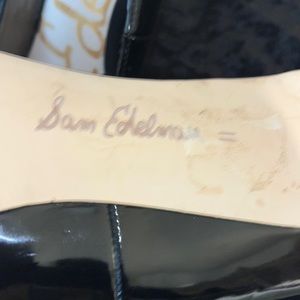 Sam Edelman =